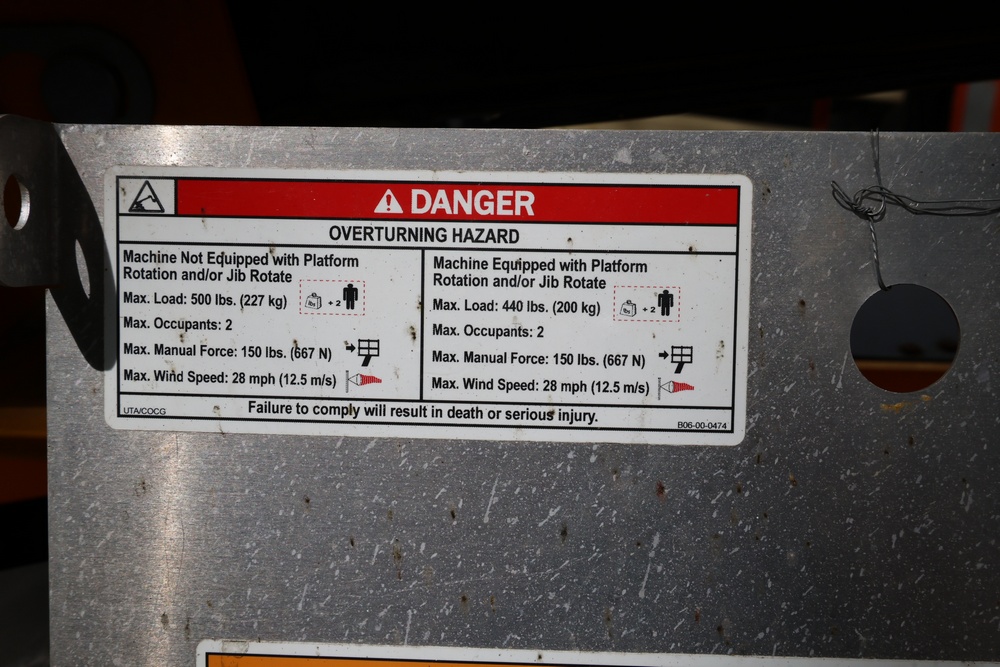 DANGER
OVERTURNING HAZARD
Machine Not Equipped with Platform
Rotation and/or Jib Rotate
Max. Load: 500 lbs. (227 kg)
lbs + 2
Max. Occupants: 2
Max. Manual Force: 150 lbs. (667 N)
Max. Wind Speed: 28 mph (12.5 m/s)
Machine Equipped with Platform
Rotation and/or Jib Rotate
Max. Load: 440 lbs. (200 kg)
lbs + 2
Max. Occupants: 2
Max. Manual Force: 150 lbs. (667 N)
Max. Wind Speed: 28 mph (12.5 m/s)
UTA/COCG
Failure to comply will result in death or serious injury.
B06-00-0474